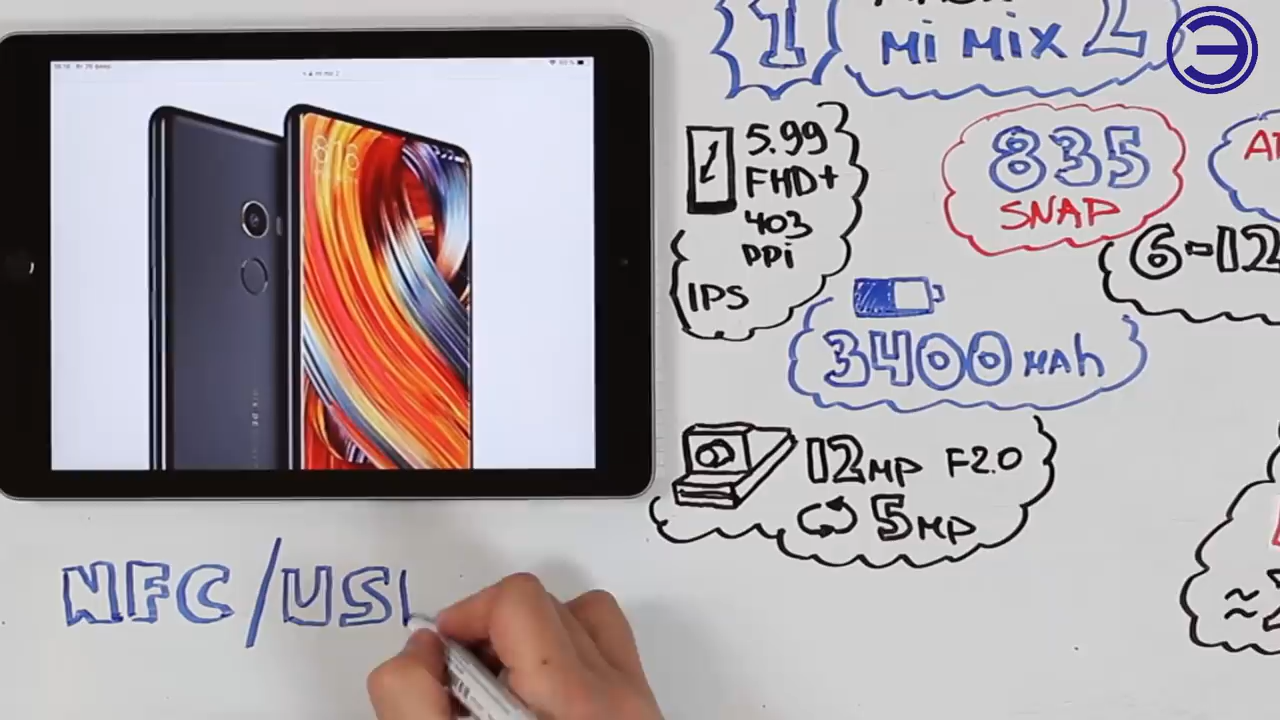 1
Mi MiX 2
Э
5.99
FHD+
403
PPi
IPS
835
SNAP
6-12
3400 MAh
12MP F2.0
5MP
NFC/US